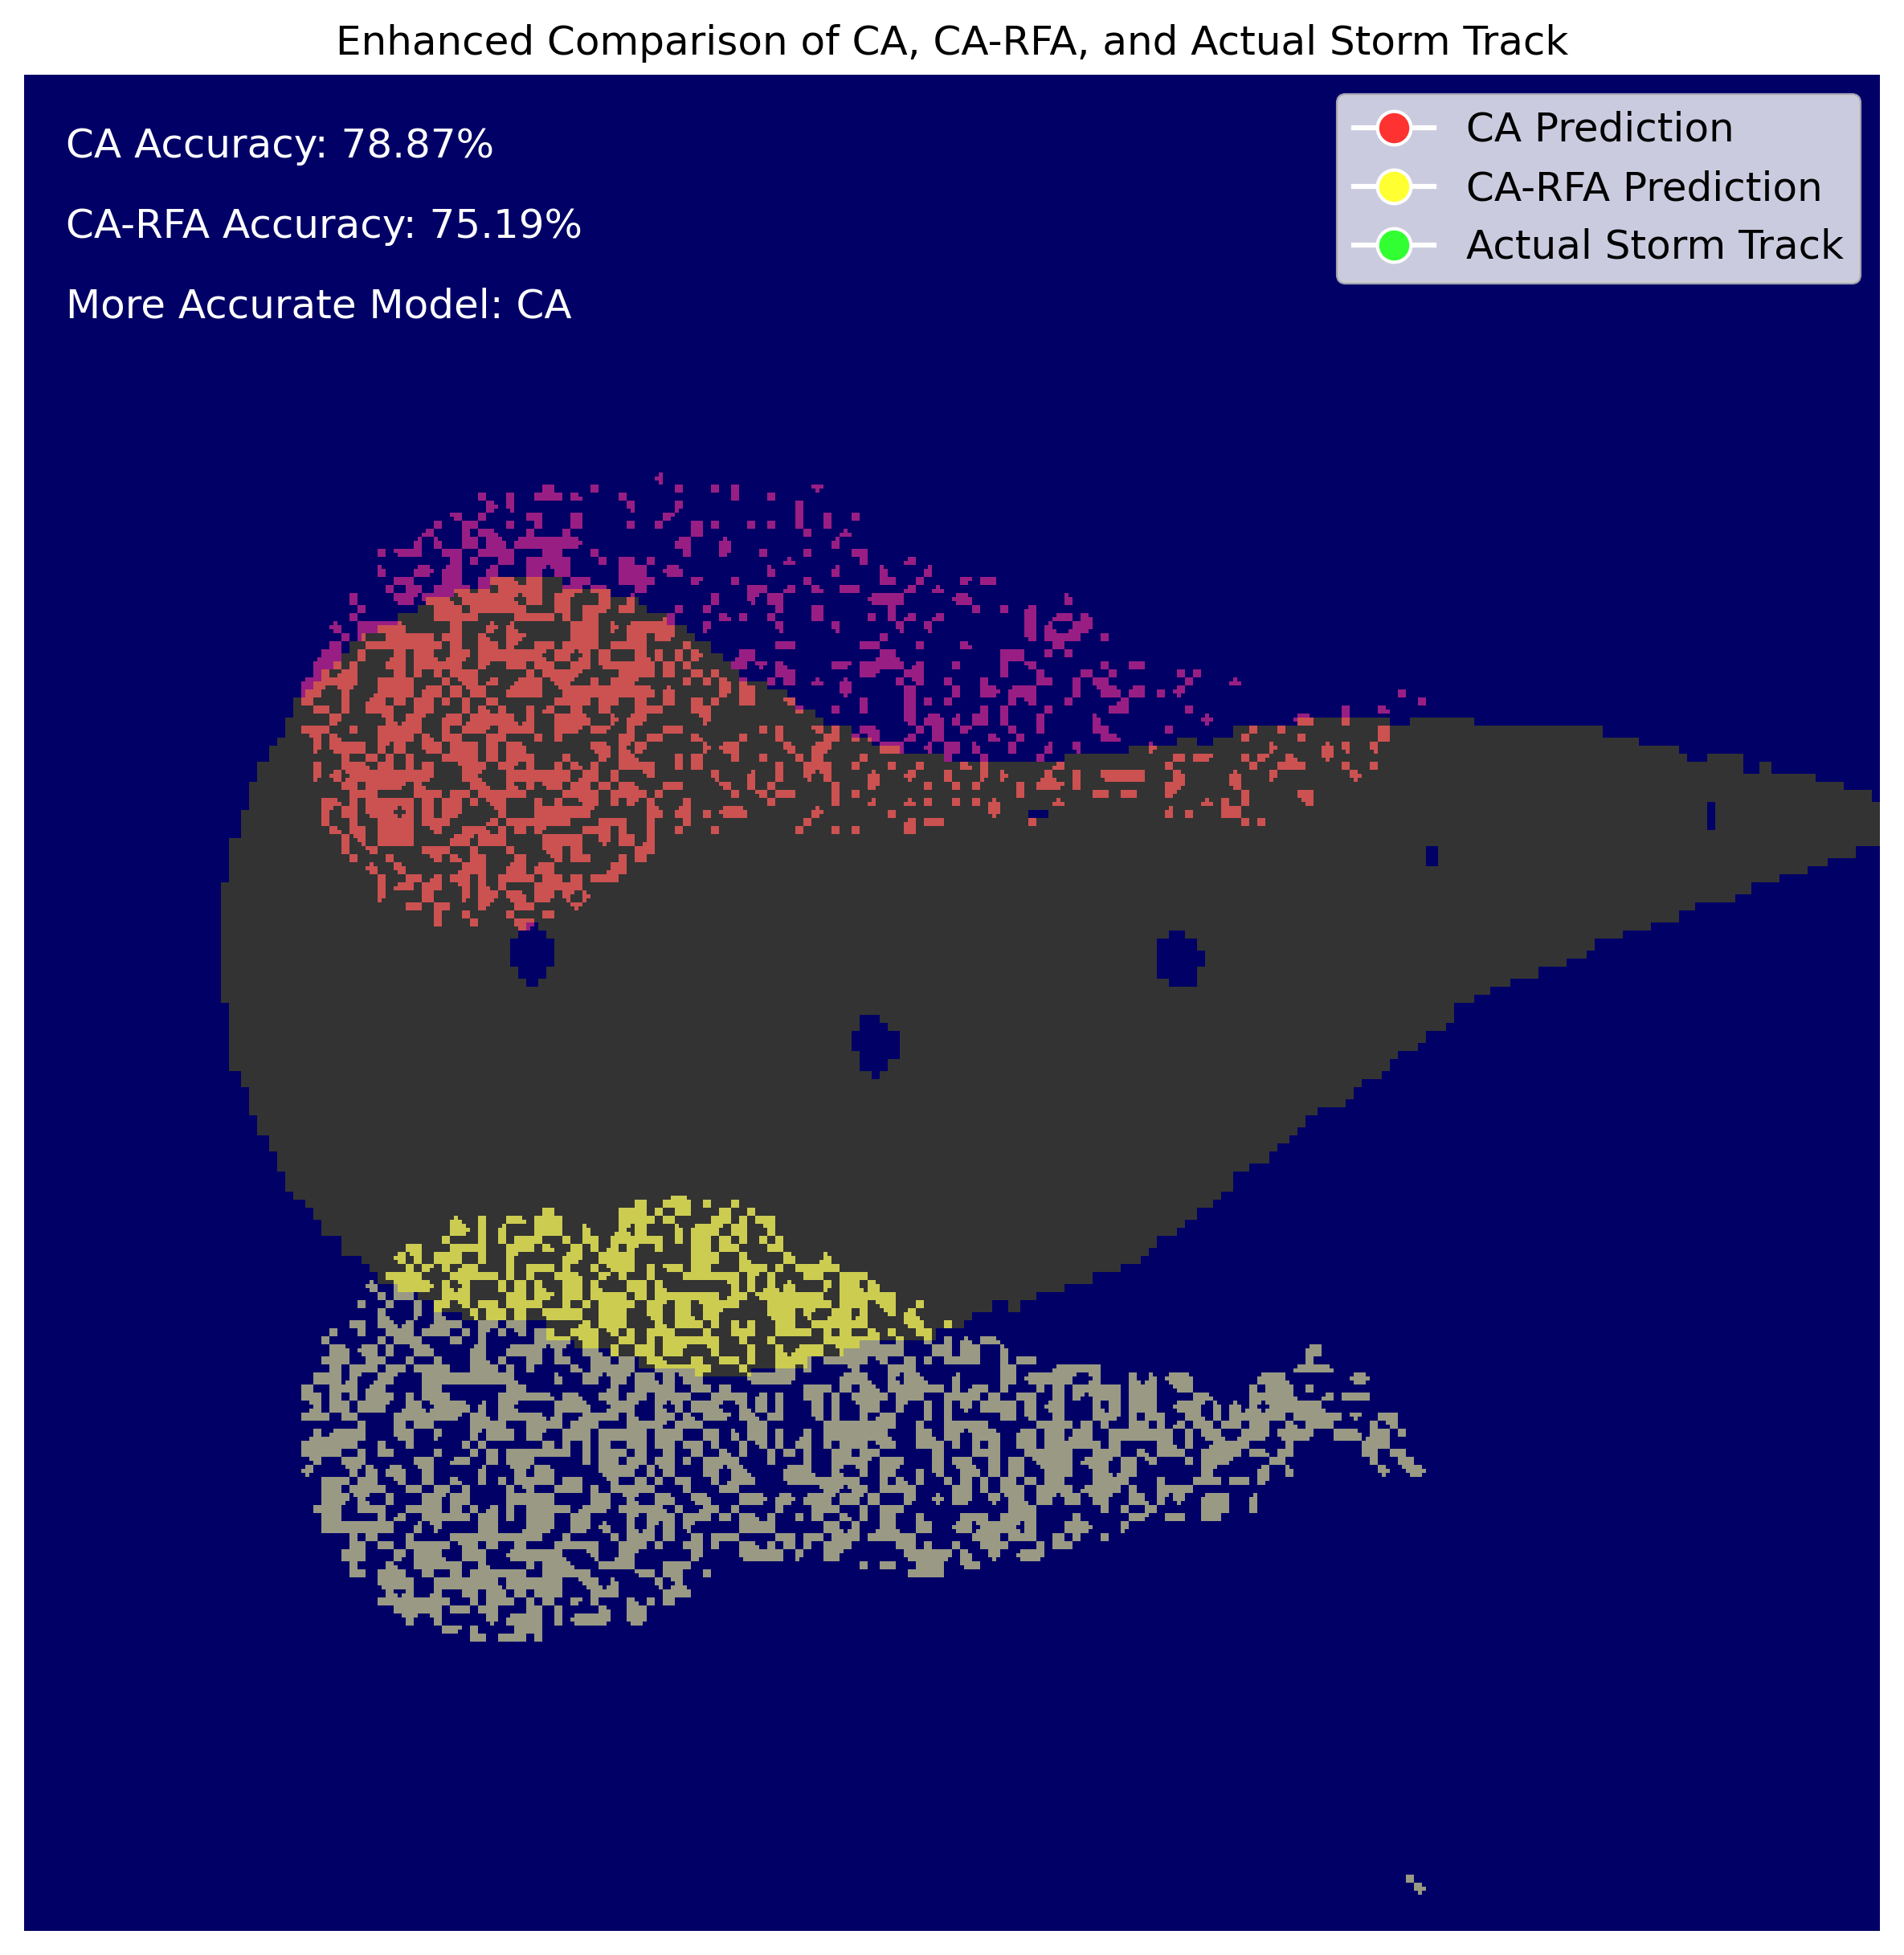 Enhanced Comparison of CA, CA-RFA, and Actual Storm Track
CA Accuracy: 78.87%
CA-RFA Accuracy: 75.19%
More Accurate Model: CA
CA Prediction
CA-RFA Prediction
Actual Storm Track